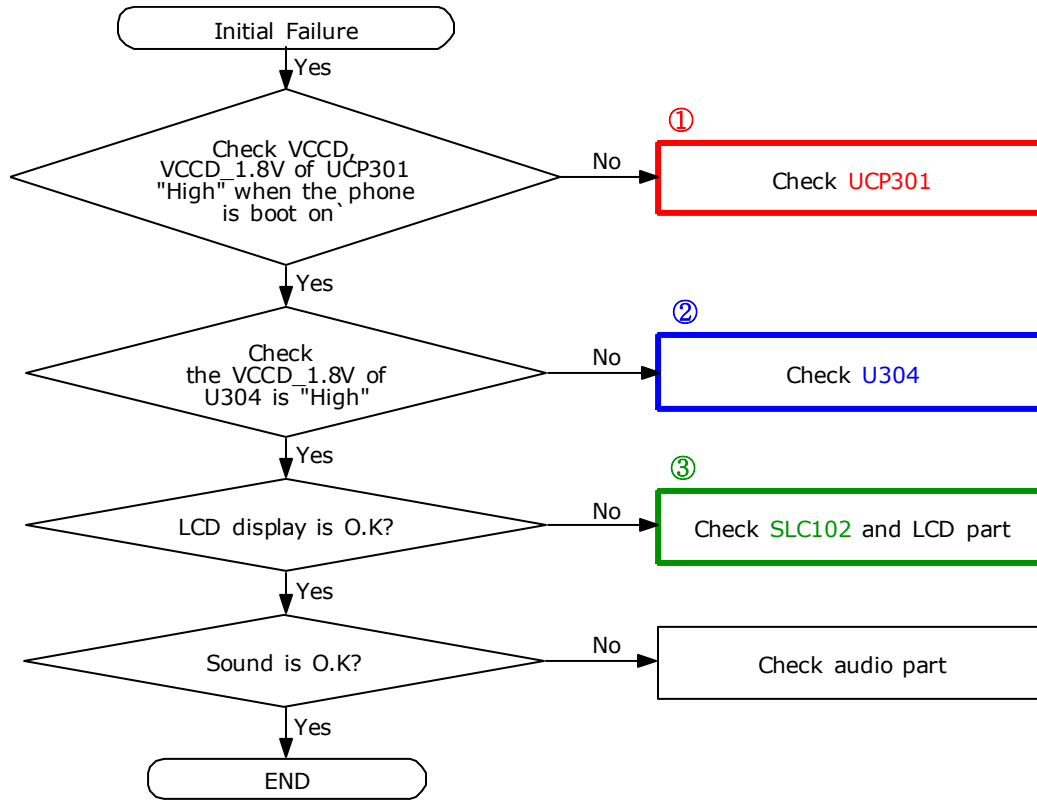 Initial Failure
Yes
Check VCCD,
VCCD_1.8V of UCP301
"High" when the phone
is boot on`
No
①
Check UCP301
Yes
Check
the VCCD_1.8V of
U304 is "High"
No
②
Check U304
Yes
LCD display is O.K?
No
③
Check SLC102 and LCD part
Yes
Sound is O.K?
No
Check audio part
Yes
END